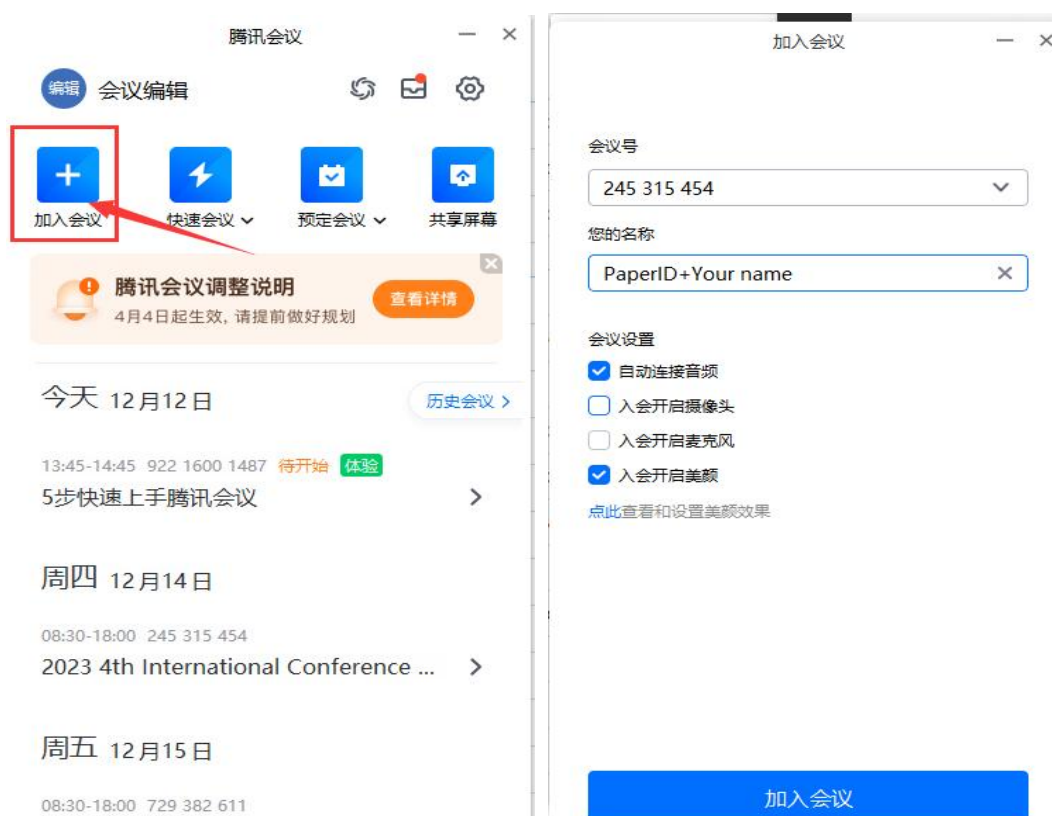 腾讯会议
编辑 会议编辑
加入会议 快速会议 预定会议 共享屏幕
腾讯会议调整说明
4月4日起生效, 请提前做好规划
查看详情
今天 12月12日
历史会议
13:45-14:45 922 1600 1487 待开始 体验
5步快速上手腾讯会议
周四 12月14日
08:30-18:00 245 315 454
2023 4th International Conference ...
周五 12月15日
08:30-18:00 729 382 611
加入会议
会议号
245 315 454
您的名称
PaperID+Your name
会议设置
自动连接音频
入会开启摄像头
入会开启麦克风
入会开启美颜
点此查看和设置美颜效果
加入会议